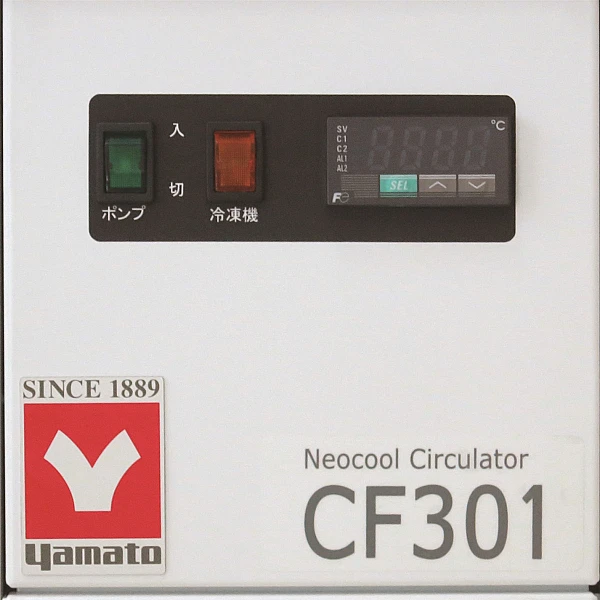 入
切
ポンプ
冷凍機
SV
C1
C2
AL1
AL2
°C
SEL
Fe
SINCE 1889
yamato
Neocool Circulator
CF301